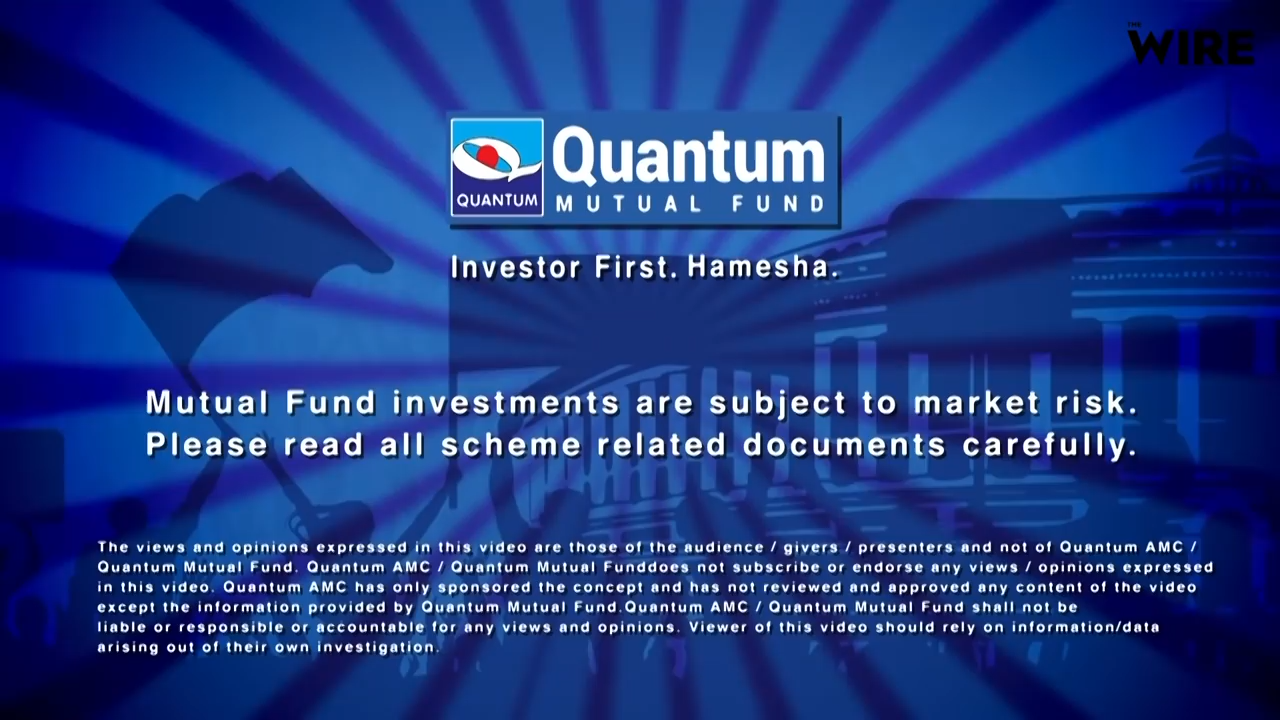 THE
WIRE
Quantum
QUANTUM
MUTUAL FUND
Investor First. Hamesha.
Mutual Fund investments are subject to market risk.
Please read all scheme related documents carefully.
The views and opinions expressed in this video are those of the audience / givers / presenters and not of Quantum AMC /
Quantum Mutual Fund. Quantum AMC / Quantum Mutual Funddoes not subscribe or endorse any views / opinions expressed
in this video. Quantum AMC has only sponsored the concept and has not reviewed and approved any content of the video
except the information provided by Quantum Mutual Fund.Quantum AMC / Quantum Mutual Fund shall not be
liable or responsible or accountable for any views and opinions. Viewer of this video should rely on information/data
arising out of their own investigation.